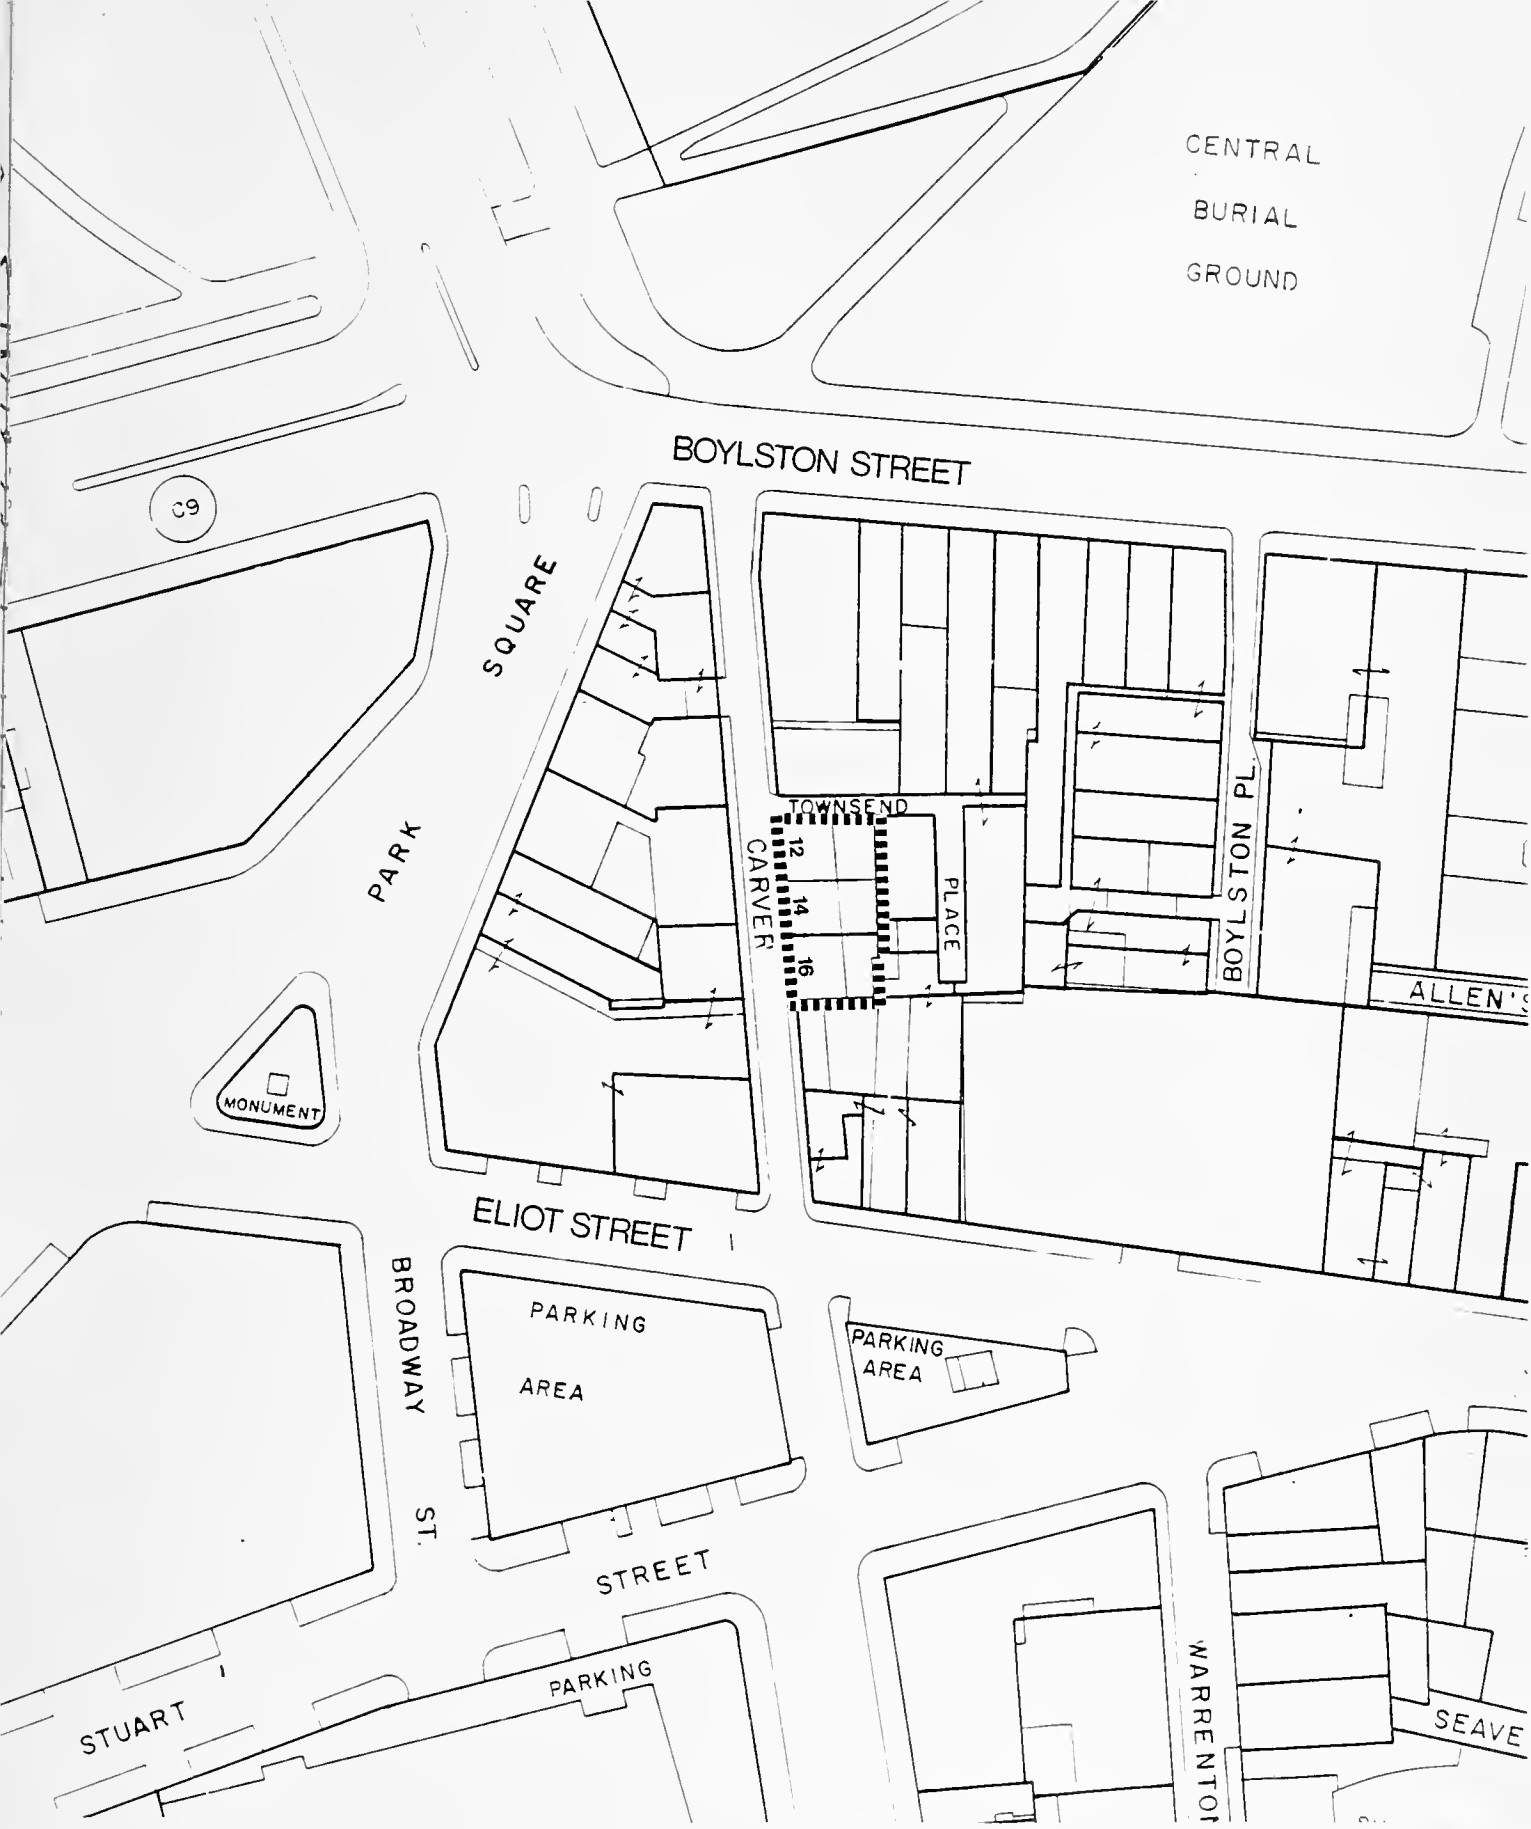 CENTRAL
BURIAL
GROUND
BOYLSTON STREET
C9
PARK SQUARE
TOWNSEND
PLACE
CARVER
12
14
16
BOYLSTON PL.
ALLEN'S
MONUMENT
ELIOT STREET
BROADWAY ST.
PARKING
AREA
PARKING
AREA
STUART STREET
PARKING
WARRENTON
SEAVE